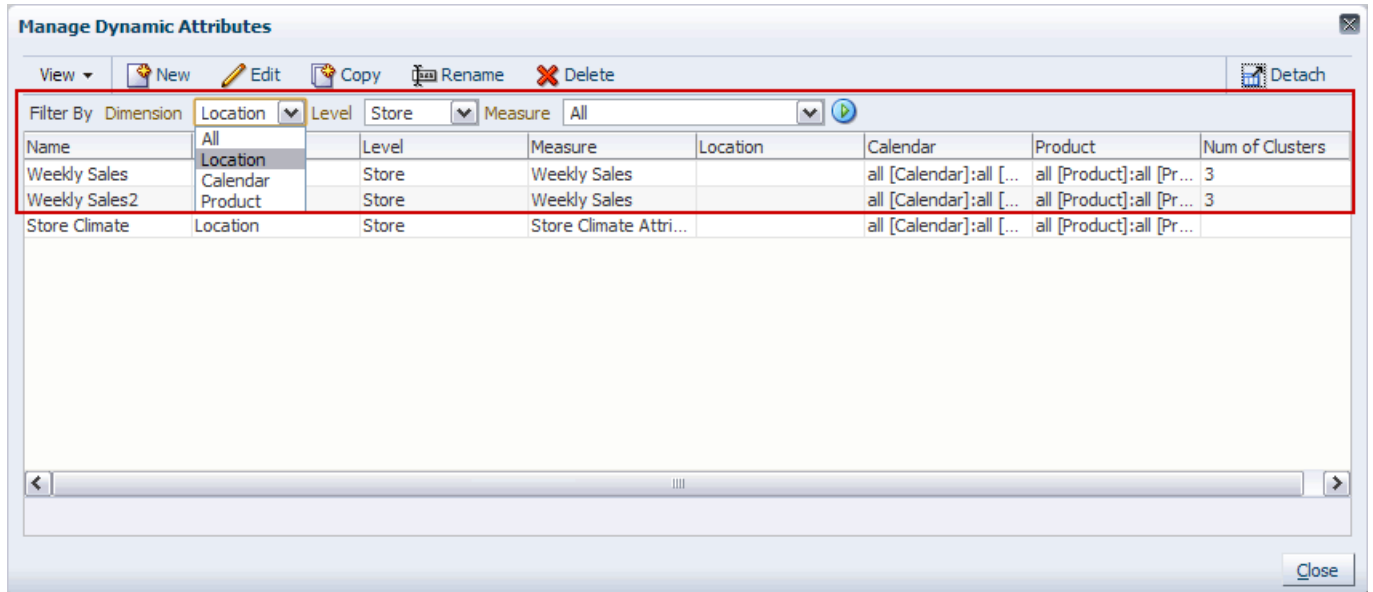 Manage Dynamic Attributes
View New Edit Copy Rename Delete Detach
Filter By Dimension Location Level Store Measure All
Name Level Measure Location Calendar Product Num of Clusters
All
Location
Calendar
Product
Weekly Sales Store Weekly Sales all [Calendar]:all [... all [Product]:all [Pr... 3
Weekly Sales2 Store Weekly Sales all [Calendar]:all [... all [Product]:all [Pr... 3
Store Climate Location Store Store Climate Attri... all [Calendar]:all [... all [Product]:all [Pr...
Close